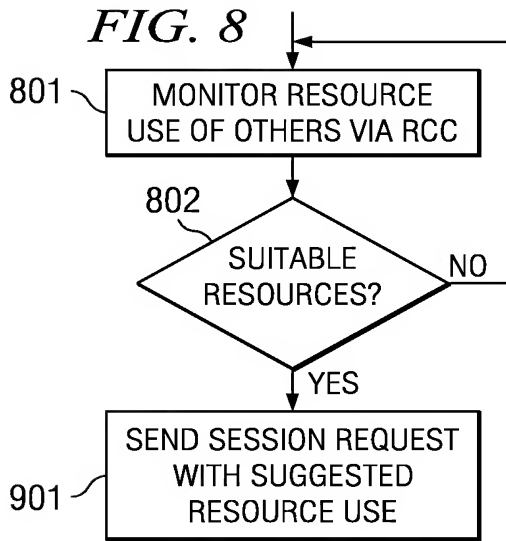 FIG. 8
801
MONITOR RESOURCE
USE OF OTHERS VIA RCC
802
SUITABLE
RESOURCES?
NO
YES
901
SEND SESSION REQUEST
WITH SUGGESTED
RESOURCE USE